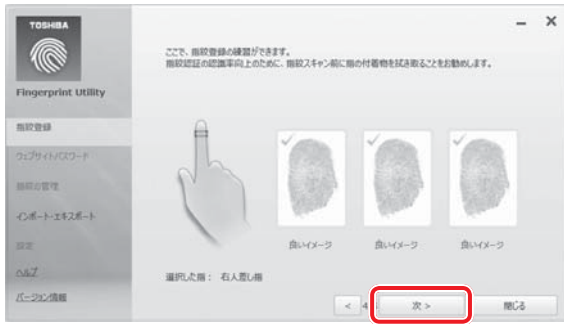 TOSHIBA
Fingerprint Utility
指紋登録
ウェブサイトパスワード
指紋の管理
インポート・エキスポート
設定
ヘルプ
バージョン情報
ここで、指紋登録の練習ができます。
指紋認証の認識率向上のために、指紋スキャン前に指の付着物を拭き取ることをお勧めします。
良いイメージ 良いイメージ 良いイメージ
選択した指： 右人差し指
< 4 次 > 閉じる